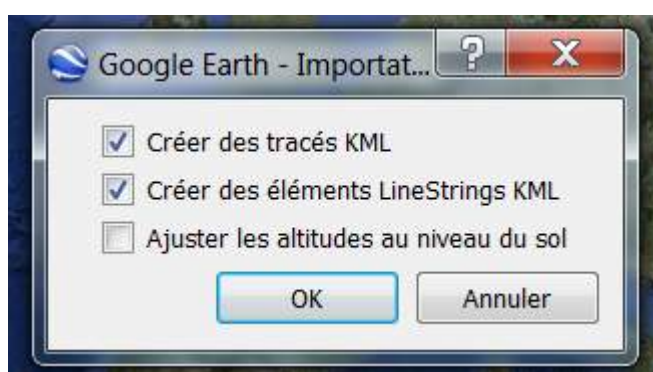 Google Earth - Importat...
Créer des tracés KML
Créer des éléments LineStrings KML
Ajuster les altitudes au niveau du sol
OK Annuler